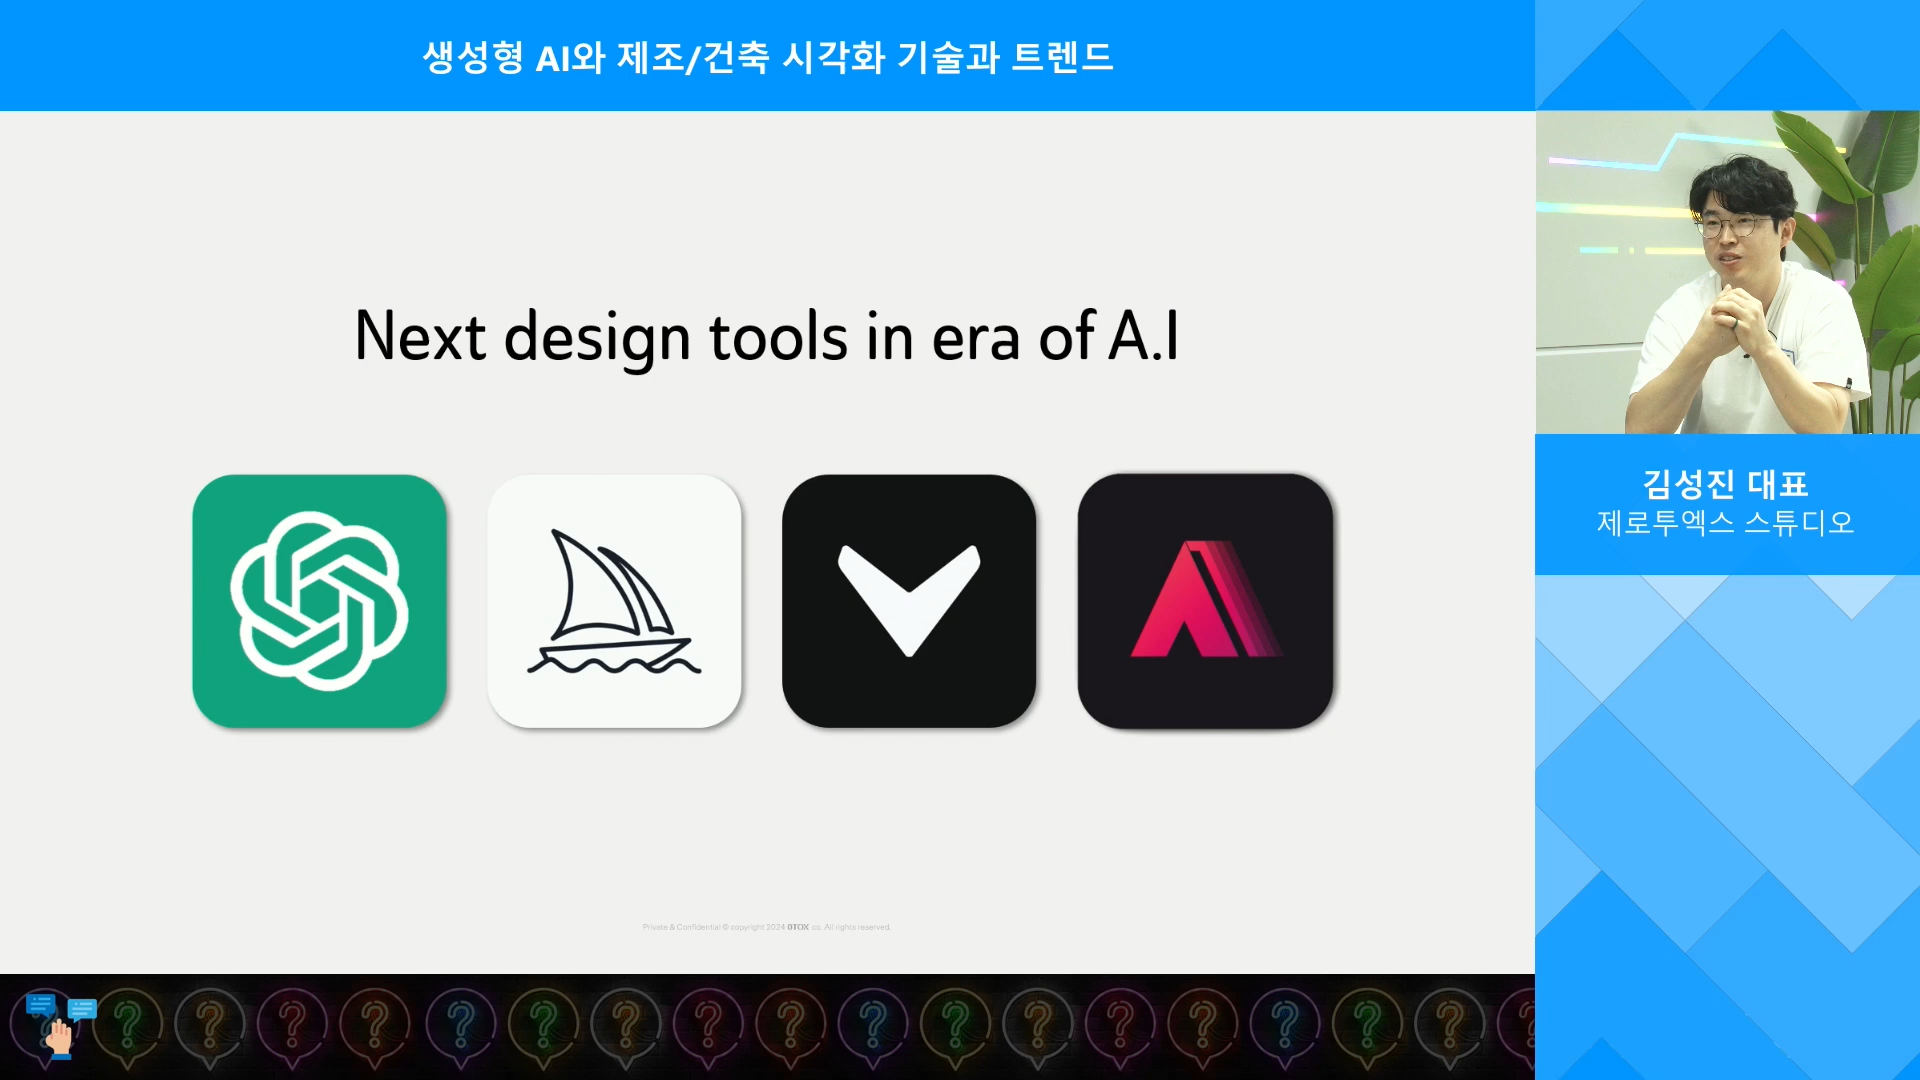 생성형 AI와 제조/건축 시각화 기술과 트렌드
Next design tools in era of A.I
김성진 대표
제로투엑스 스튜디오
Private & Confidential © copyright 2024 0TOX .co. All rights reserved.